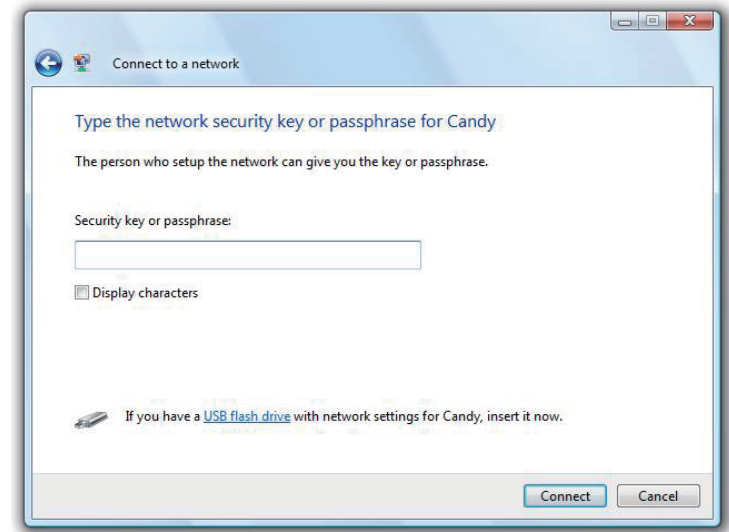 Connect to a network
Type the network security key or passphrase for Candy
The person who setup the network can give you the key or passphrase.
Security key or passphrase:
Display characters
If you have a USB flash drive with network settings for Candy, insert it now.
Connect Cancel